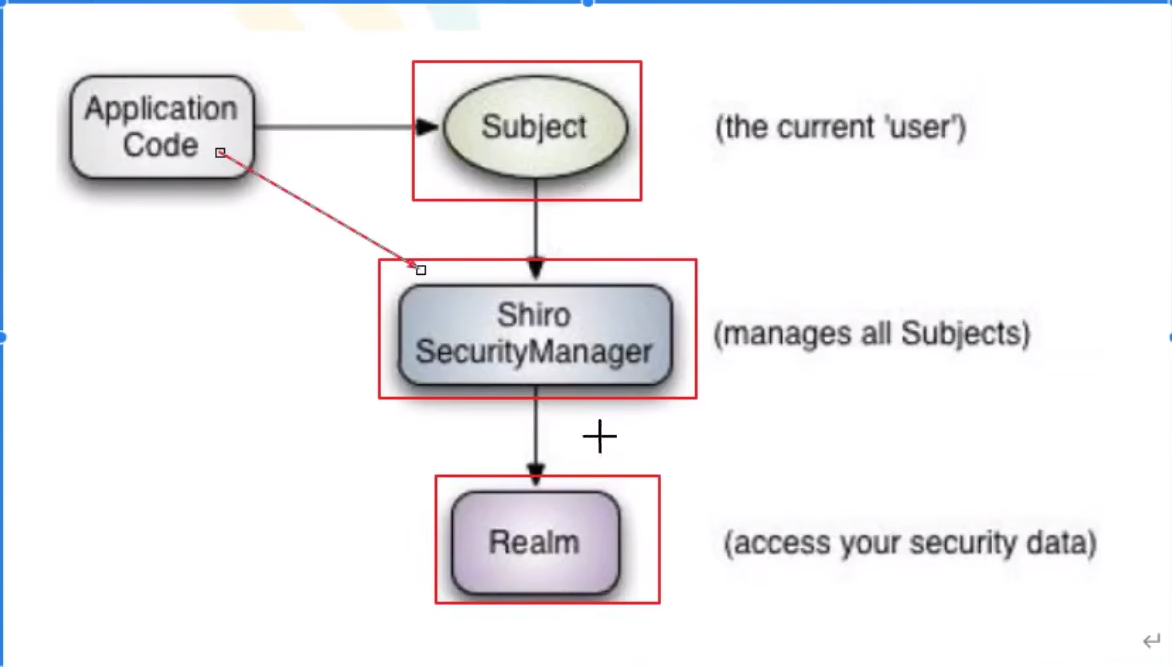 Application
Code
Subject
(the current 'user')
Shiro
SecurityManager
(manages all Subjects)
Realm
(access your security data)